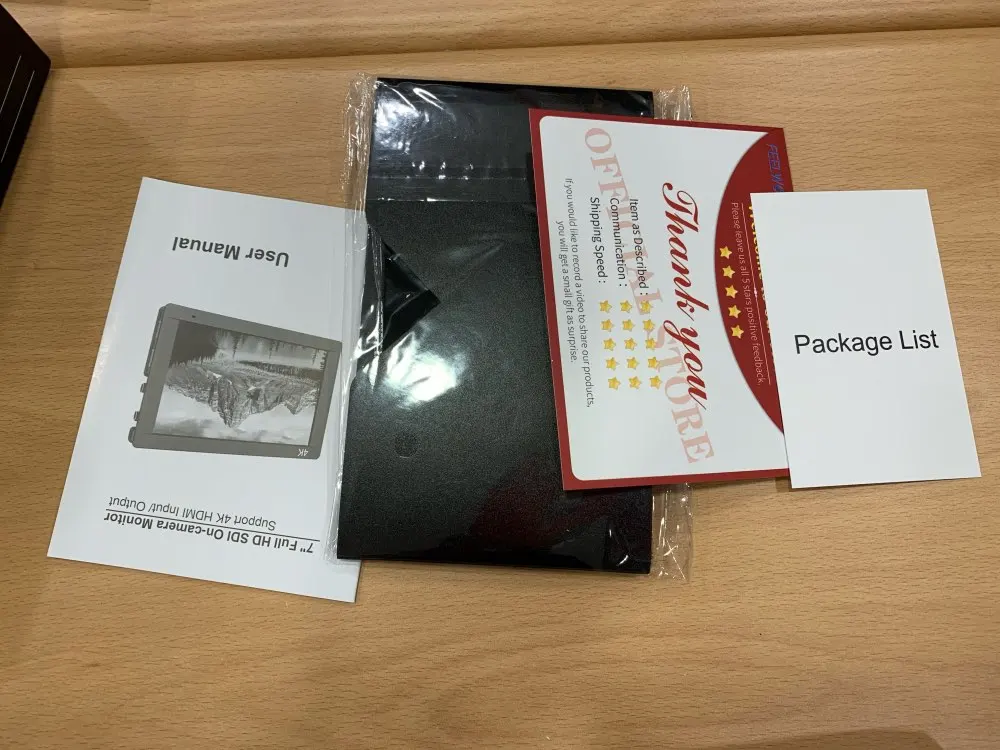 7" Full HD SDI On-camera Monitor
Support 4K HDMI Input/ Output
4K
User Manual
Please leave us all 5 stars positive feedback.
Thank you
OFFICIAL STORE
Item as Described :
Communication :
Shipping Speed :
If you would like to record a video to share our products,
you will get a small gift as surprise.
Package List